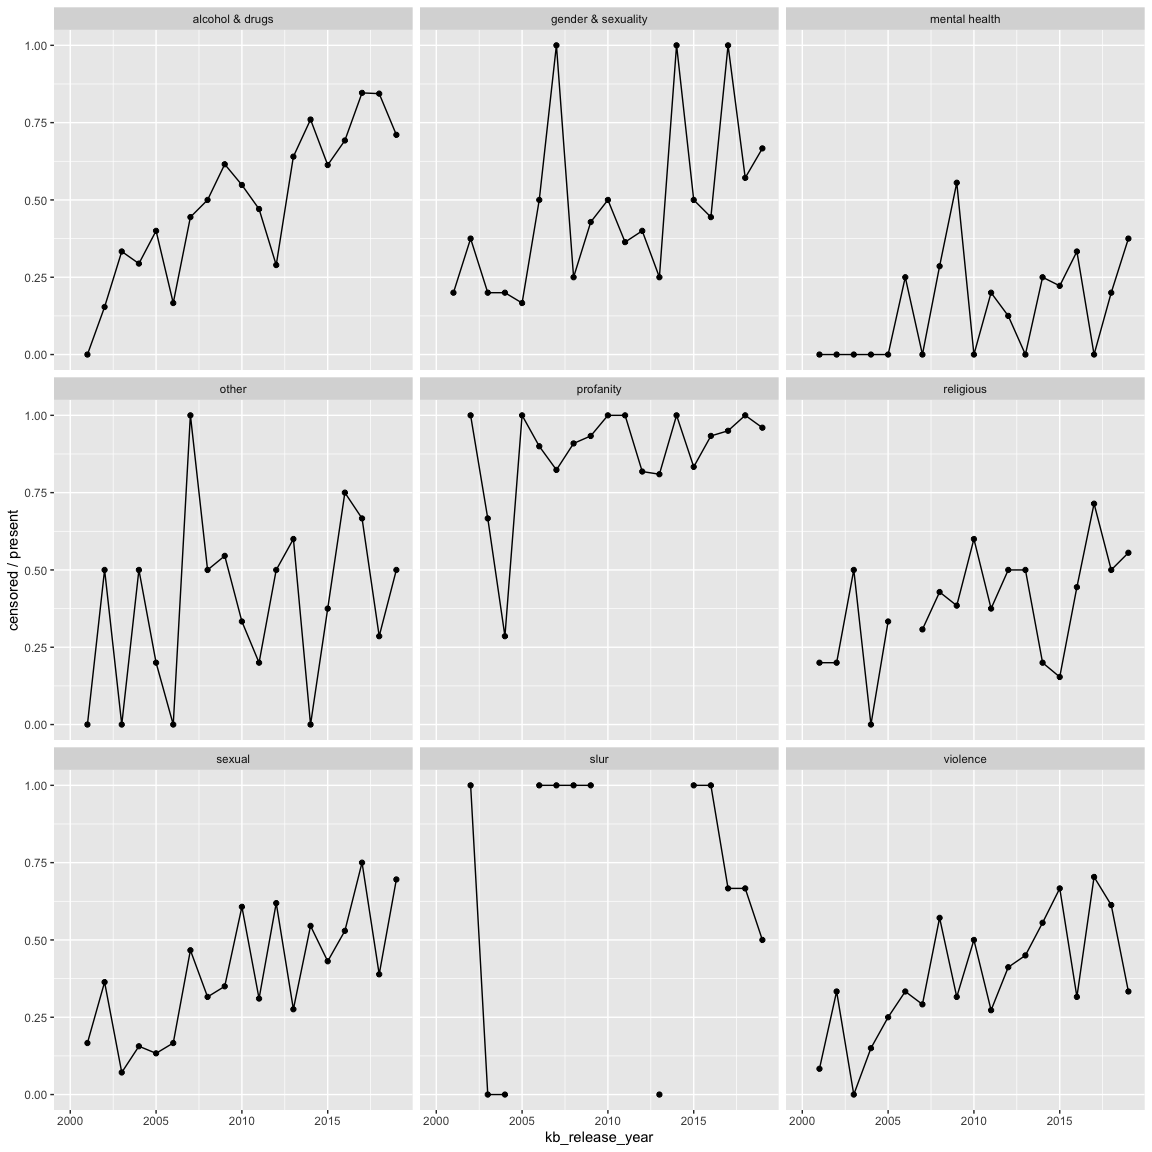 alcohol & drugs
gender & sexuality
mental health
1.00
0.75
0.50
0.25
0.00
other
profanity
religious
1.00
0.75
0.50
0.25
0.00
censored / present
sexual
slur
violence
1.00
0.75
0.50
0.25
0.00
2000 2005 2010 2015
2000 2005 2010 2015
2000 2005 2010 2015
kb_release_year